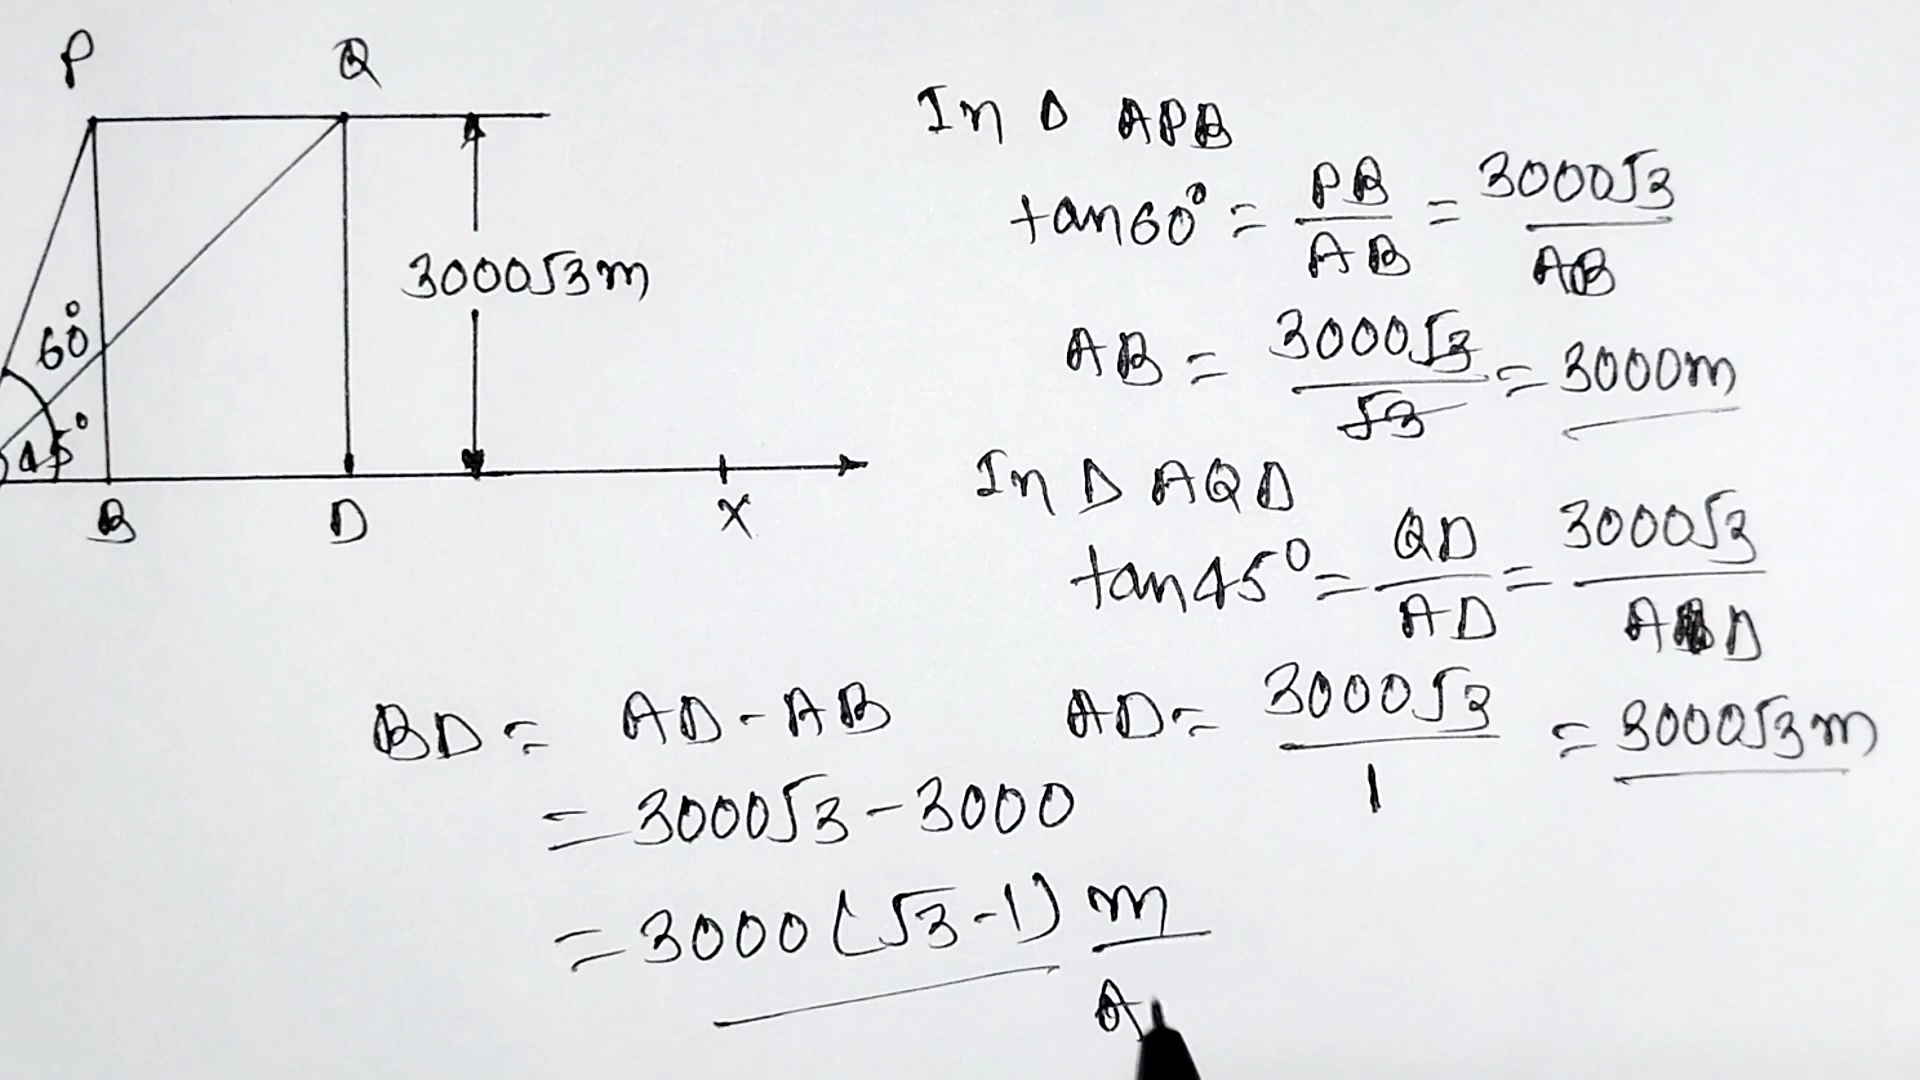 P Q
3000√3m
60°
45°
B D X
In Δ APB
tan60° = PB/AB = 3000√3/AB
AB = 3000√3/√3 = 3000m
In Δ AQD
tan45° = QD/AD = 3000√3/AD
AD = 3000√3/1 = 3000√3m
BD = AD - AB
= 3000√3 - 3000
= 3000(√3-1) m
A